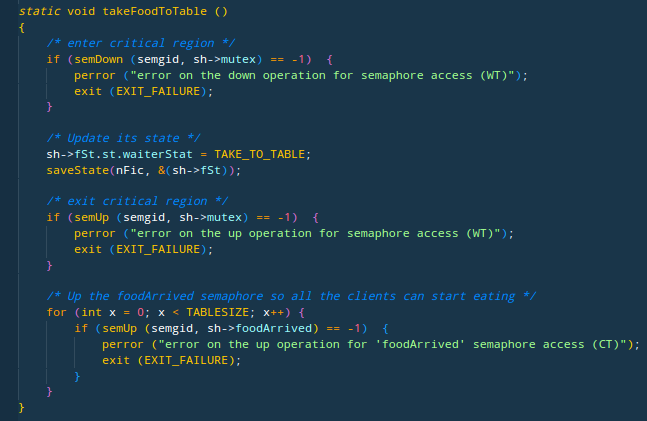 static void takeFoodToTable ()
{
    /* enter critical region */
    if (semDown (semgid, sh->mutex) == -1)  {
        perror ("error on the down operation for semaphore access (WT)");
        exit (EXIT_FAILURE);
    }

    /* Update its state */
    sh->fSt.st.waiterStat = TAKE_TO_TABLE;
    saveState(nFic, &(sh->fSt));

    /* exit critical region */
    if (semUp (semgid, sh->mutex) == -1)  {
        perror ("error on the up operation for semaphore access (WT)");
        exit (EXIT_FAILURE);
    }

    /* Up the foodArrived semaphore so all the clients can start eating */
    for (int x = 0; x < TABLESIZE; x++) {
        if (semUp (semgid, sh->foodArrived) == -1)  {
            perror ("error on the up operation for 'foodArrived' semaphore access (CT)");
            exit (EXIT_FAILURE);
        }
    }
}